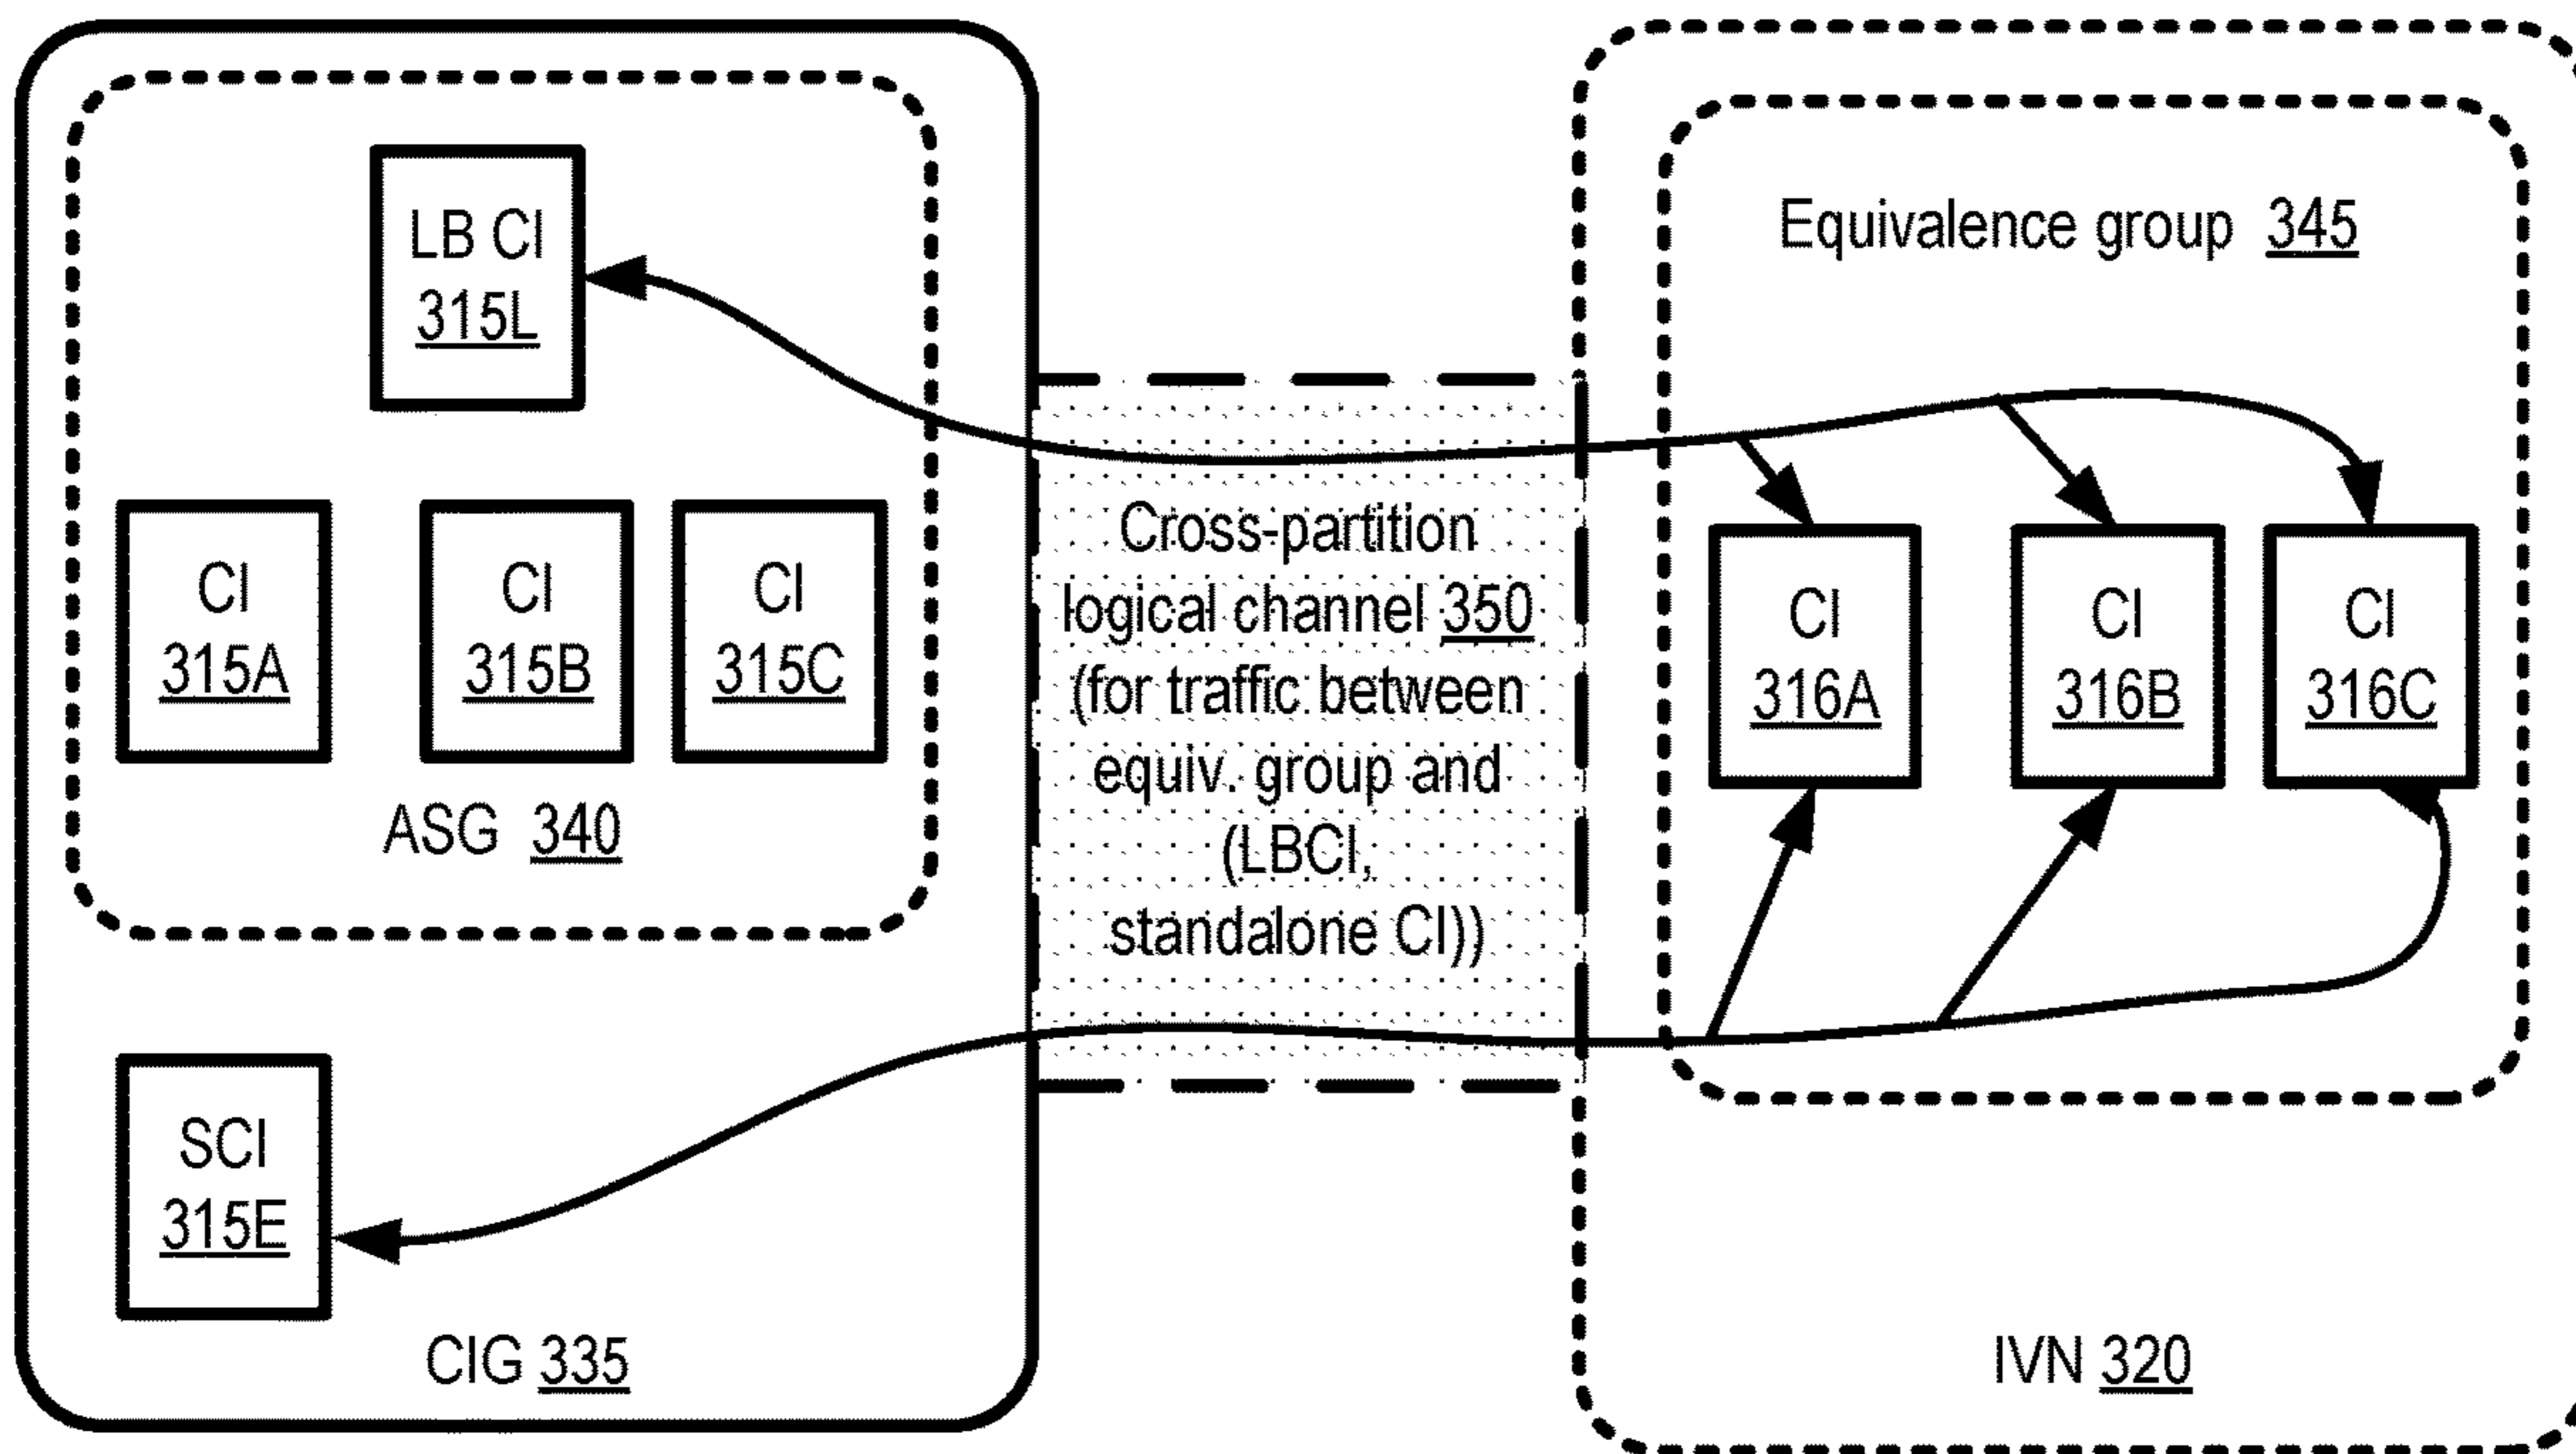 LB CI
315L
CI
315A
CI
315B
CI
315C
ASG 340
SCI
315E
CIG 335
Cross-partition
logical channel 350
(for traffic between
equiv. group and
(LBCI,
standalone CI))
Equivalence group 345
CI
316A
CI
316B
CI
316C
IVN 320